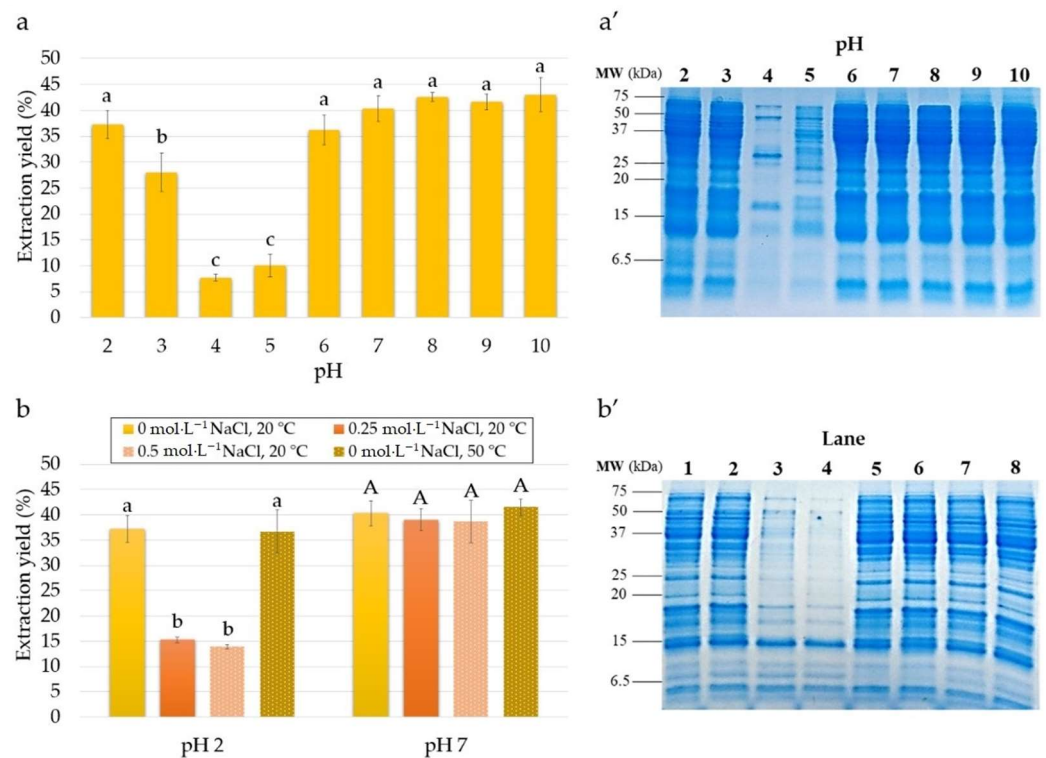 a
Extraction yield (%)
50
45
40
35
30
25
20
15
10
5
0
a b c c a a a a a
2 3 4 5 6 7 8 9 10
pH
a′
pH
MW (kDa) 2 3 4 5 6 7 8 9 10
75
50
37
25
20
15
6.5
b
0 mol·L⁻¹ NaCl, 20 °C 0.25 mol·L⁻¹ NaCl, 20 °C
0.5 mol·L⁻¹ NaCl, 20 °C 0 mol·L⁻¹ NaCl, 50 °C
Extraction yield (%)
50
45
40
35
30
25
20
15
10
5
0
a b b a A A A A
pH 2 pH 7
b′
Lane
MW (kDa) 1 2 3 4 5 6 7 8
75
50
37
25
20
15
6.5